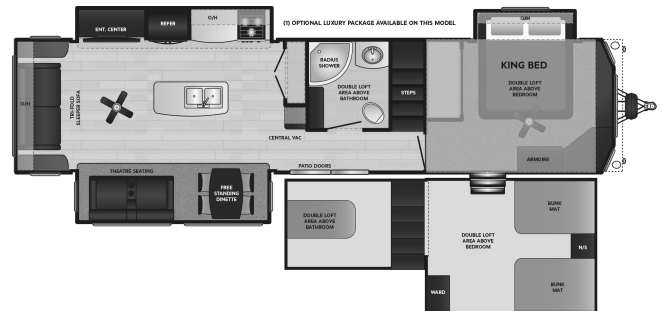 (1) OPTIONAL LUXURY PACKAGE AVAILABLE ON THIS MODEL
O/H
REFER
ENT. CENTER
O/H
KING BED
DOUBLE LOFT
AREA ABOVE
BEDROOM
RADIUS
SHOWER
DOUBLE LOFT
AREA ABOVE
BATHROOM
STEPS
O/H
TRI-FOLD
SLEEPER SOFA
CENTRAL VAC
PATIO DOORS
ARMOIRE
THEATRE SEATING
FREE
STANDING
DINETTE
DOUBLE LOFT
AREA ABOVE
BATHROOM
DOUBLE LOFT
AREA ABOVE
BEDROOM
BUNK
MAT
N/S
BUNK
MAT
WARD